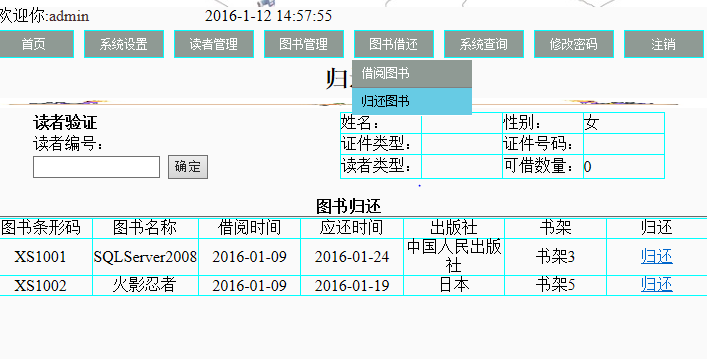 欢迎你:admin 2016-1-12 14:57:55
首页 系统设置 读者管理 图书管理 图书借还 系统查询 修改密码 注销
借阅图书
归还图书
归
读者验证
读者编号：
确定
姓名： 性别： 女
证件类型： 证件号码：
读者类型： 可借数量： 0
图书归还
图书条形码 图书名称 借阅时间 应还时间 出版社 书架 归还
XS1001 SQLServer2008 2016-01-09 2016-01-24 中国人民出版社 书架3 归还
XS1002 火影忍者 2016-01-09 2016-01-19 日本 书架5 归还